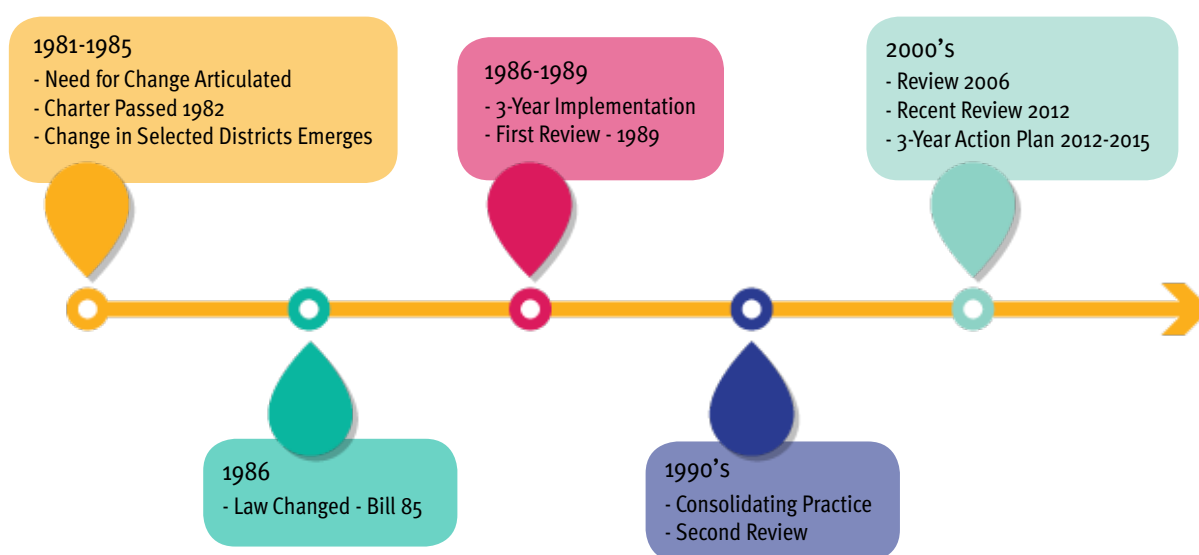 1981-1985
- Need for Change Articulated
- Charter Passed 1982
- Change in Selected Districts Emerges
1986
- Law Changed - Bill 85
1986-1989
- 3-Year Implementation
- First Review - 1989
1990's
- Consolidating Practice
- Second Review
2000's
- Review 2006
- Recent Review 2012
- 3-Year Action Plan 2012-2015